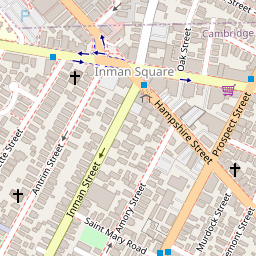 P
Cambridge
Inman Square
Oak Street
Hampshire Street
Prospect Street
Antrim Street
Inman Street
Amory Street
Saint Mary Road
Murdock Street